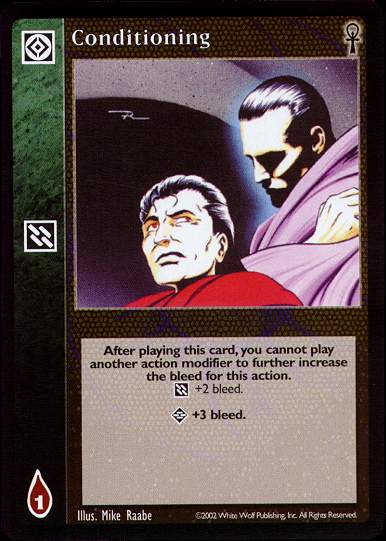 Conditioning
After playing this card, you cannot play
another action modifier to further increase
the bleed for this action.
+2 bleed.
+3 bleed.
1
Illus. Mike Raabe
©2002 White Wolf Publishing, Inc. All Rights Reserved.